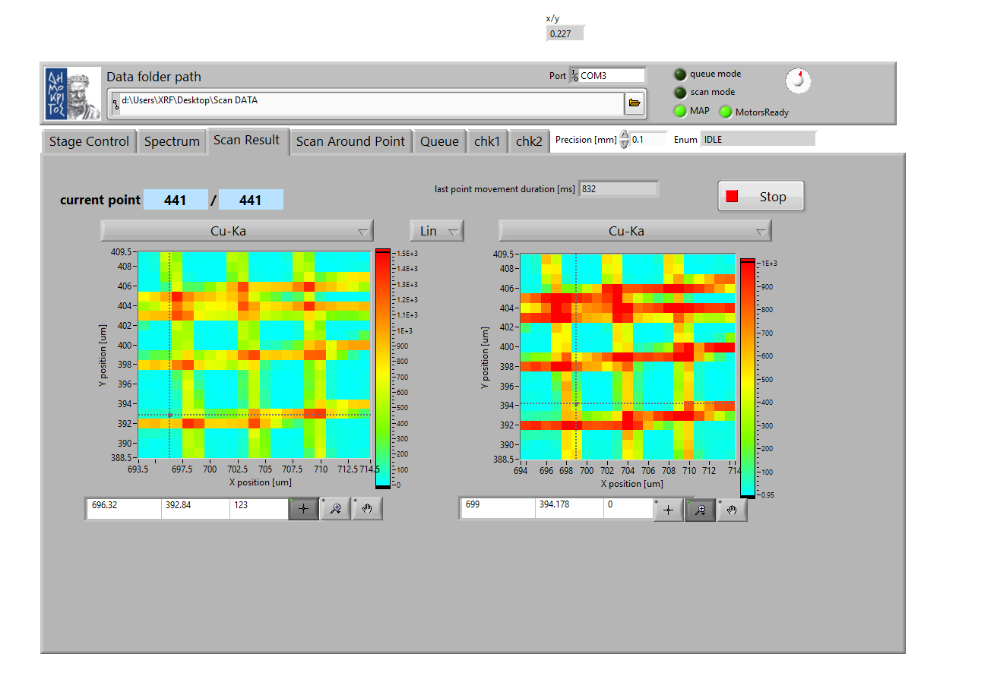 x/y
0.227
ΔΗ
ΜΟ
ΚΡΙ
ΤΟΣ
Data folder path
Port COM3
queue mode
d:\Users\XRF\Desktop\Scan DATA
scan mode
MAP MotorsReady
Stage Control Spectrum Scan Result Scan Around Point Queue chk1 chk2 Precision [mm] 0.1 Enum IDLE
current point 441 / 441
last point movement duration [ms] 832
Stop
Cu-Ka
Lin
Cu-Ka
Y position [um]
409.5
408
406
404
402
400
398
396
394
392
390
388.5
693.5 697.5 700 702.5 705 707.5 710 712.5 714.5
X position [um]
1.5E+3
1.4E+3
1.3E+3
1.2E+3
1.1E+3
1E+3
900
800
700
600
500
400
300
200
100
0
696.32 392.84 123
Y position [um]
409.5
408
406
404
402
400
398
396
394
392
390
388.5
694 696 698 700 702 704 706 708 710 712 714
X position [um]
1E+3
900
800
700
600
500
400
300
200
100
0.95
699 394.178 0